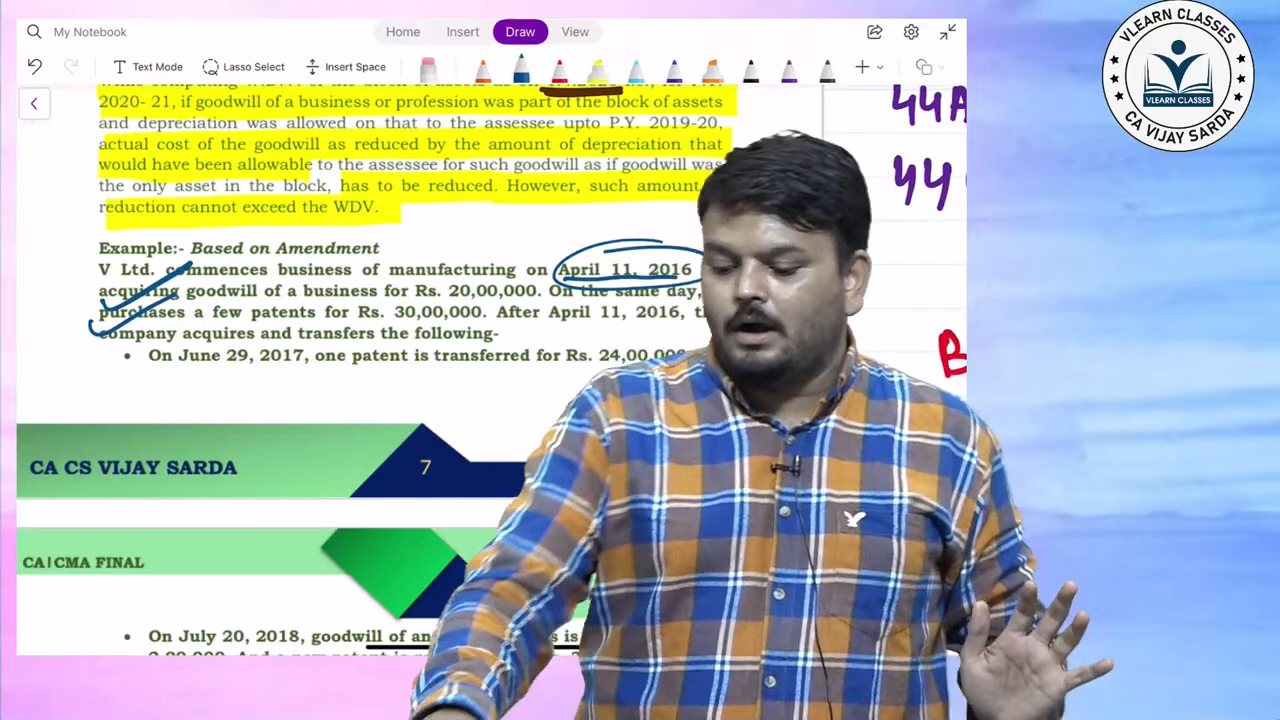 My Notebook
Home Insert Draw View
Text Mode Lasso Select Insert Space
2020- 21, if goodwill of a business or profession was part of the block of assets
and depreciation was allowed on that to the assessee upto P.Y. 2019-20,
actual cost of the goodwill as reduced by the amount of depreciation that
would have been allowable to the assessee for such goodwill as if goodwill was
the only asset in the block, has to be reduced. However, such amount
reduction cannot exceed the WDV.
Example:- Based on Amendment
V Ltd. commences business of manufacturing on April 11, 2016
acquiring goodwill of a business for Rs. 20,00,000. On the same day,
purchases a few patents for Rs. 30,00,000. After April 11, 2016,
company acquires and transfers the following-
• On June 29, 2017, one patent is transferred for Rs. 24,00,000
CA CS VIJAY SARDA 7
CA|CMA FINAL
• On July 20, 2018, goodwill of an
44A
44
B
VLEARN CLASSES
VLEARN CLASSES
CA VIJAY SARDA